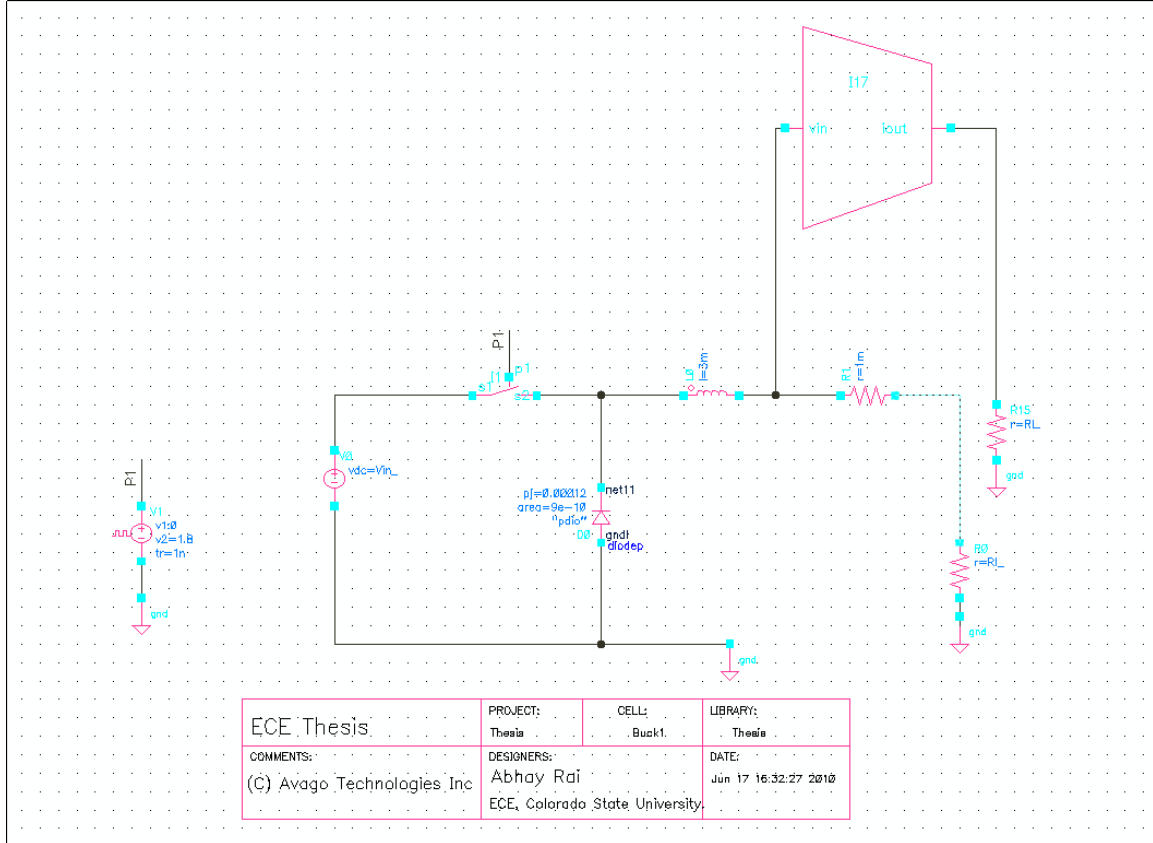 I17
vin
iout
P1
I1
p1
s1
s2
L0
l=3m
R1
r=1m
R15
r=RL_
gnd
V0
vdc=Vin_
P1
V1
v1:0
v2=1.8
tr=1n
gnd
pj=0.00012
area=9e-10
"pdio"
D0
net11
gnd!
diodep
R0
r=RL_
gnd
gnd
ECE Thesis
PROJECT:
Thesis
CELL:
Buck1
LIBRARY:
Thesis
COMMENTS:
(C) Avago Technologies Inc
DESIGNERS:
Abhay Rai
ECE, Colorado State University
DATE:
Jun 17 16:32:27 2010